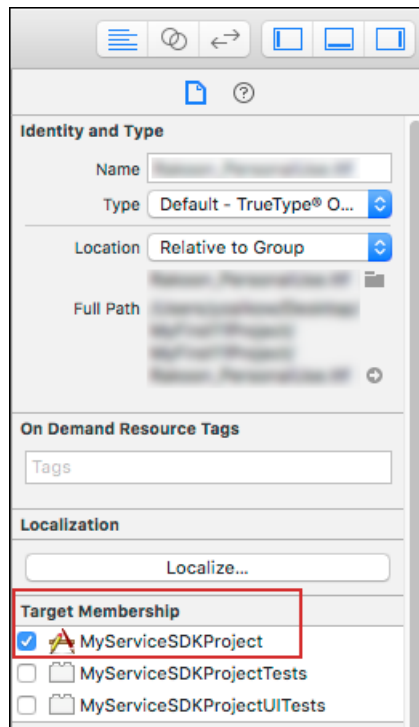 Identity and Type
Name
Type Default - TrueType® O...
Location Relative to Group
Full Path
On Demand Resource Tags
Tags
Localization
Localize...
Target Membership
MyServiceSDKProject
MyServiceSDKProjectTests
MyServiceSDKProjectUITests